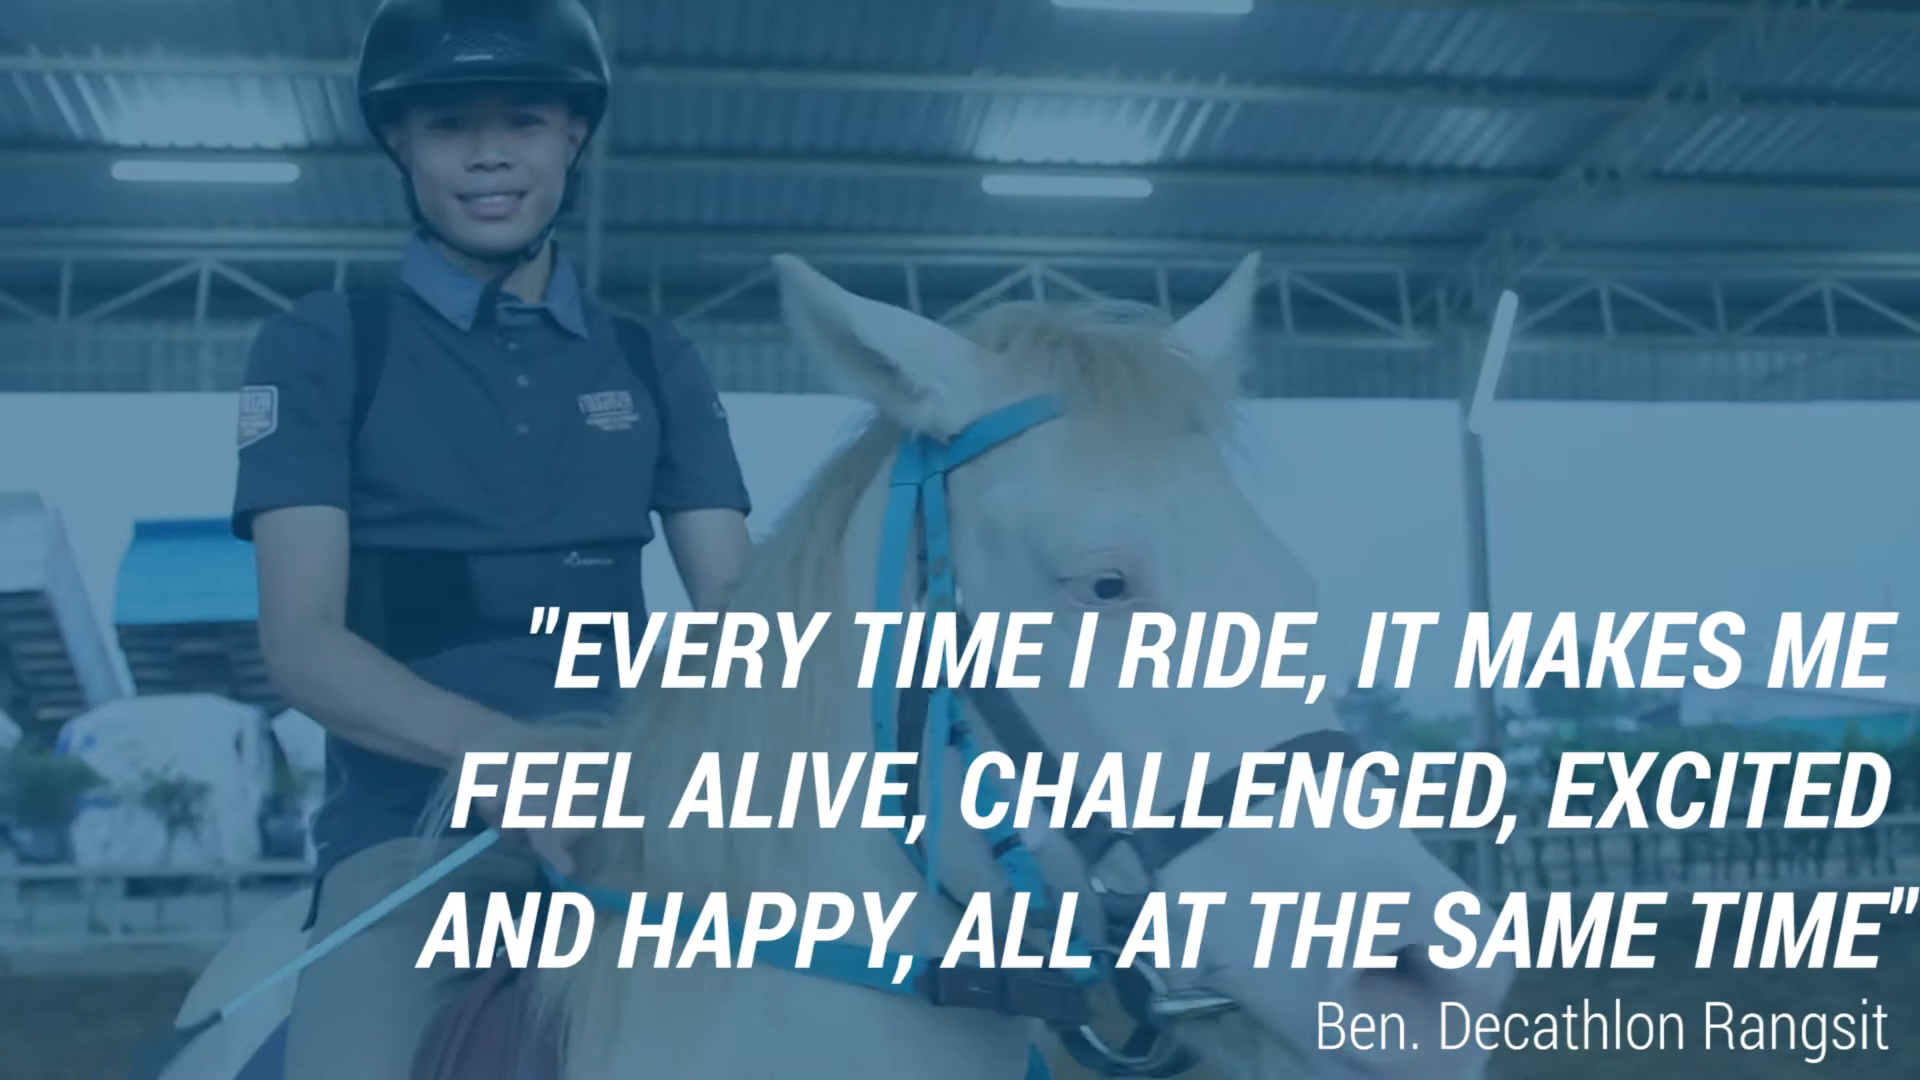 "EVERY TIME I RIDE, IT MAKES ME
FEEL ALIVE, CHALLENGED, EXCITED
AND HAPPY, ALL AT THE SAME TIME"
Ben. Decathlon Rangsit